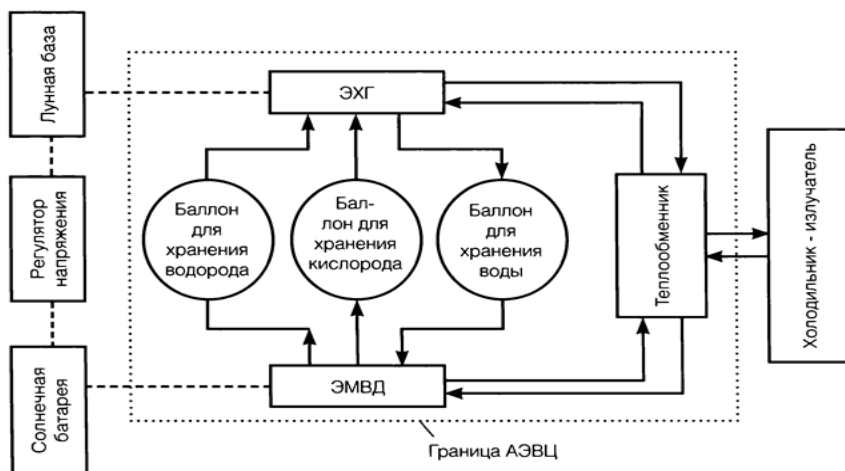 Лунная база
Регулятор
напряжения
Солнечная
батарея
ЭХГ
Баллон
для
хранения
водорода
Бал-
лон для
хранения
кислорода
Баллон
для
хранения
воды
ЭМВД
Теплообменник
Холодильник - излучатель
Граница АЭВЦ